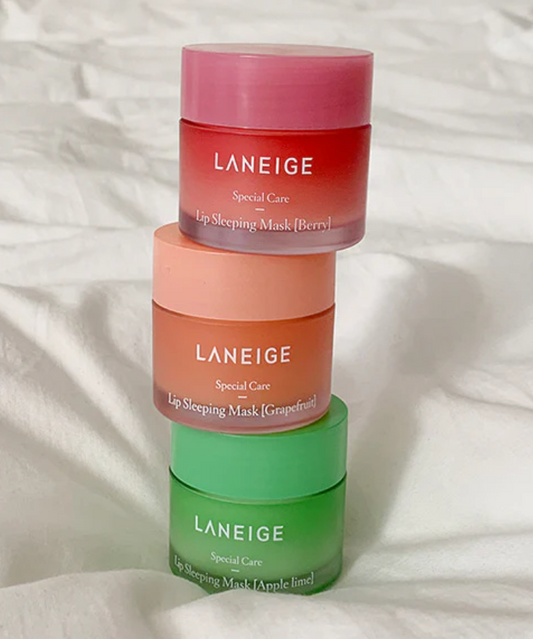 LANEIGE
Special Care
Lip Sleeping Mask [Berry]
LANEIGE
Special Care
Lip Sleeping Mask [Grapefruit]
LANEIGE
Special Care
Lip Sleeping Mask [Apple lime]